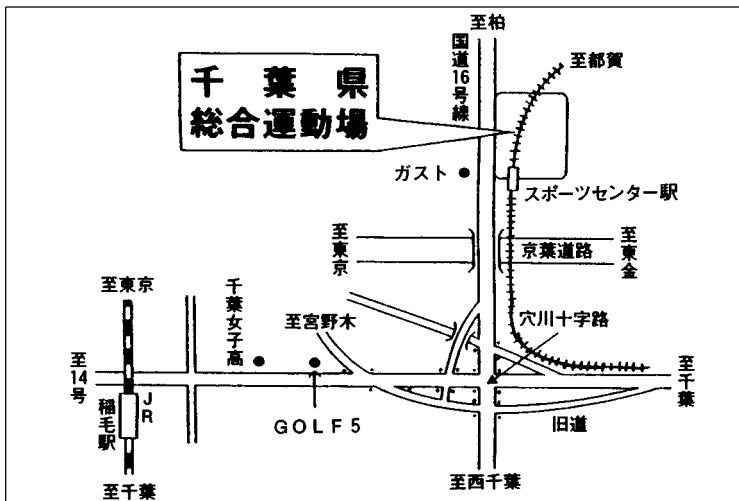 至柏
国道16号線
至都賀
千葉県
総合運動場
ガスト
スポーツセンター駅
至東京
京葉道路
至東金
至東京
千葉女子高
至宮野木
穴川十字路
至14号
至千葉
JR
稲毛駅
GOLF5
旧道
至千葉
至西千葉